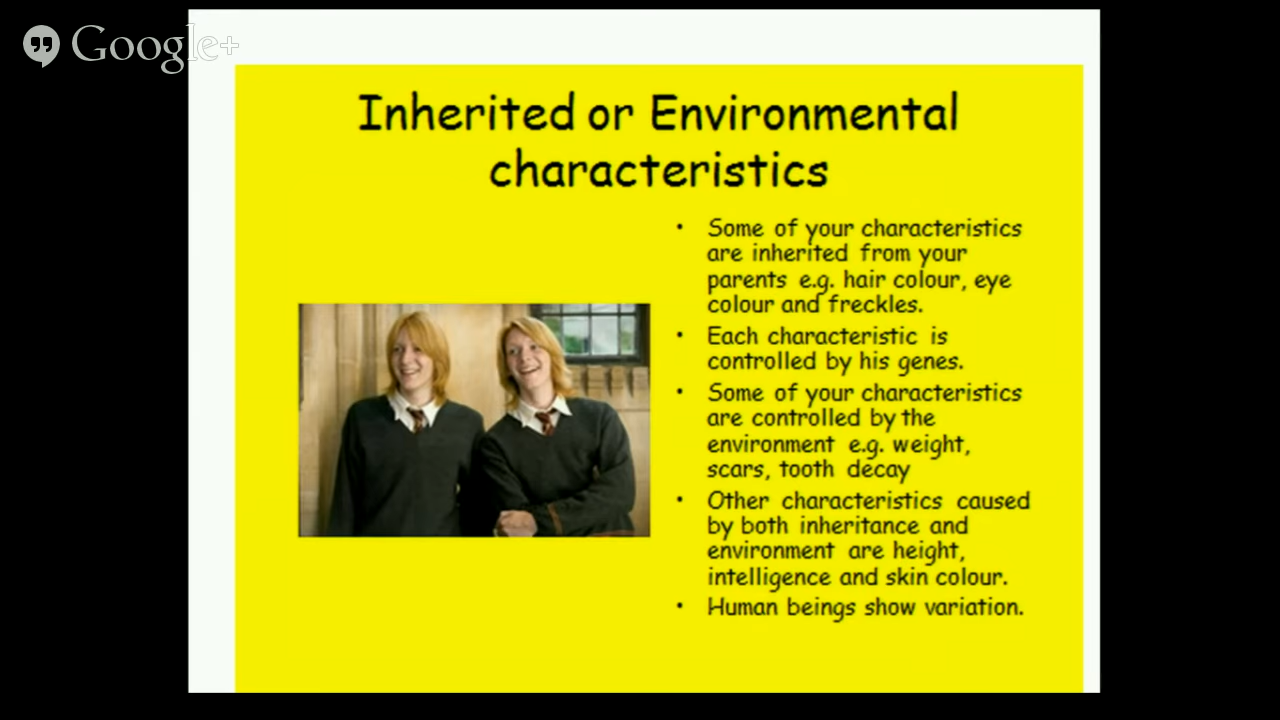 Google+
Inherited or Environmental
characteristics
• Some of your characteristics
are inherited from your
parents e.g. hair colour, eye
colour and freckles.
• Each characteristic is
controlled by his genes.
• Some of your characteristics
are controlled by the
environment e.g. weight,
scars, tooth decay
• Other characteristics caused
by both inheritance and
environment are height,
intelligence and skin colour.
• Human beings show variation.